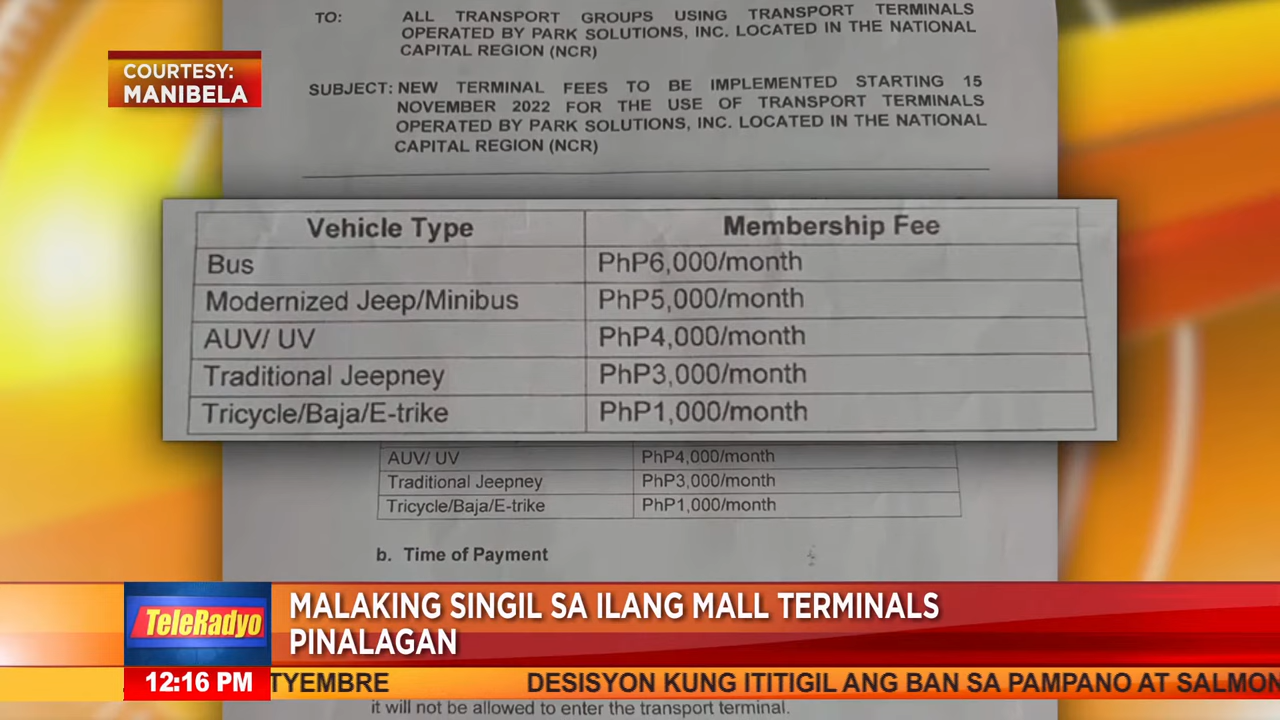 TO: ALL TRANSPORT GROUPS USING TRANSPORT TERMINALS
OPERATED BY PARK SOLUTIONS, INC. LOCATED IN THE NATIONAL
CAPITAL REGION (NCR)
COURTESY:
MANIBELA
SUBJECT: NEW TERMINAL FEES TO BE IMPLEMENTED STARTING 15
NOVEMBER 2022 FOR THE USE OF TRANSPORT TERMINALS
OPERATED BY PARK SOLUTIONS, INC. LOCATED IN THE NATIONAL
CAPITAL REGION (NCR)
Vehicle Type Membership Fee
Bus PhP6,000/month
Modernized Jeep/Minibus PhP5,000/month
AUV/ UV PhP4,000/month
Traditional Jeepney PhP3,000/month
Tricycle/Baja/E-trike PhP1,000/month
AUV/ UV PhP4,000/month
Traditional Jeepney PhP3,000/month
Tricycle/Baja/E-trike PhP1,000/month
b. Time of Payment
TeleRadyo
MALAKING SINGIL SA ILANG MALL TERMINALS
PINALAGAN
12:16 PM TYEMBRE DESISYON KUNG ITITIGIL ANG BAN SA PAMPANO AT SALMON
it will not be allowed to enter the transport terminal.